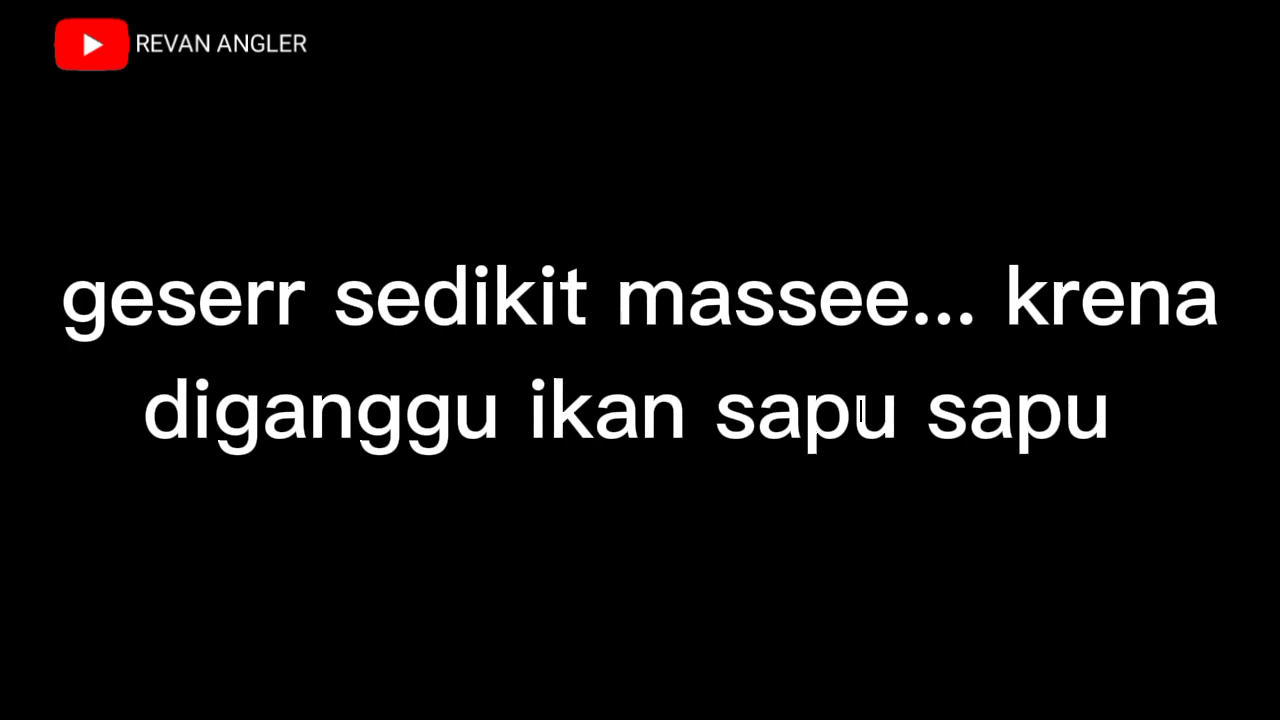 REVAN ANGLER
geserr sedikit massee... krena
diganggu ikan sapu sapu